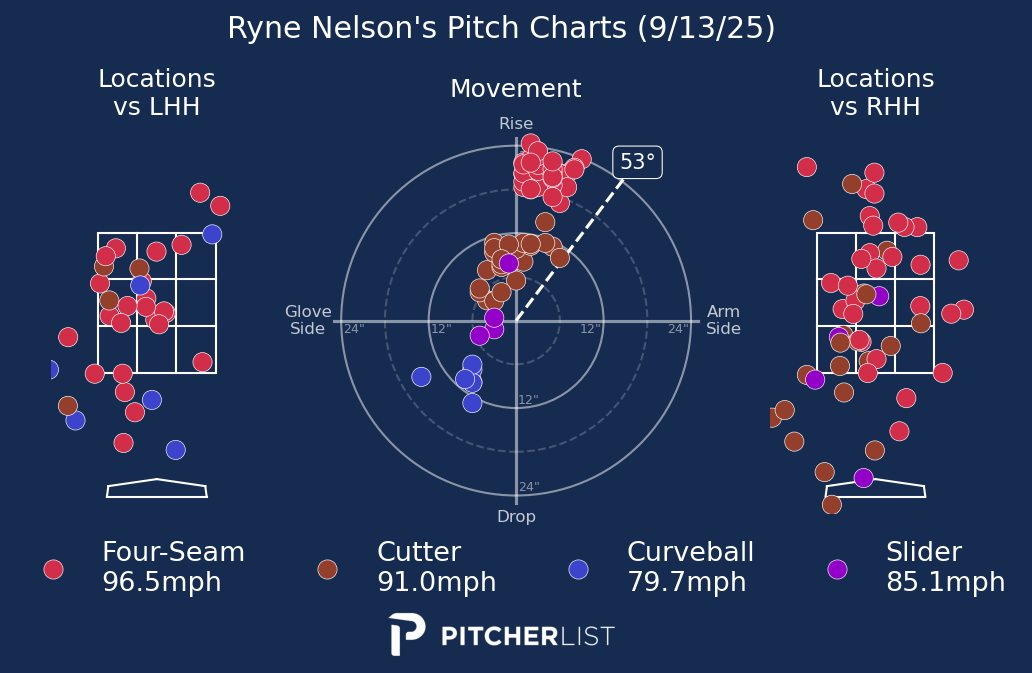 Ryne Nelson's Pitch Charts (9/13/25)
Locations
vs LHH
Movement
Locations
vs RHH
Rise
53°
Glove
Side
24"
12"
12"
24"
Arm
Side
12"
24"
Drop
Four-Seam
96.5mph
Cutter
91.0mph
Curveball
79.7mph
Slider
85.1mph
PITCHERLIST